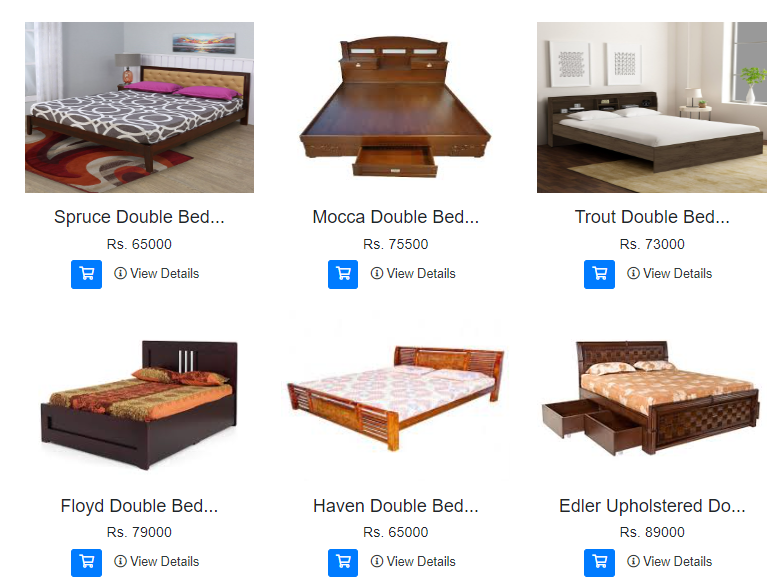 Spruce Double Bed...
Mocca Double Bed...
Trout Double Bed...
Rs. 65000
Rs. 75500
Rs. 73000
View Details
View Details
View Details
Floyd Double Bed...
Haven Double Bed...
Edler Upholstered Do...
Rs. 79000
Rs. 65000
Rs. 89000
View Details
View Details
View Details